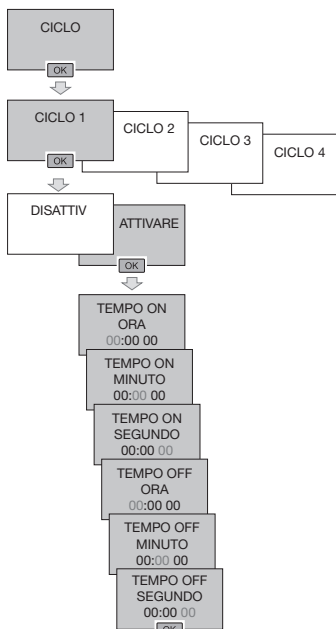 CICLO
OK
CICLO 1
CICLO 2
CICLO 3
CICLO 4
OK
DISATTIV
ATTIVARE
OK
TEMPO ON
ORA
00:00 00
TEMPO ON
MINUTO
00:00 00
TEMPO ON
SEGUNDO
00:00 00
TEMPO OFF
ORA
00:00 00
TEMPO OFF
MINUTO
00:00 00
TEMPO OFF
SEGUNDO
00:00 00
OK